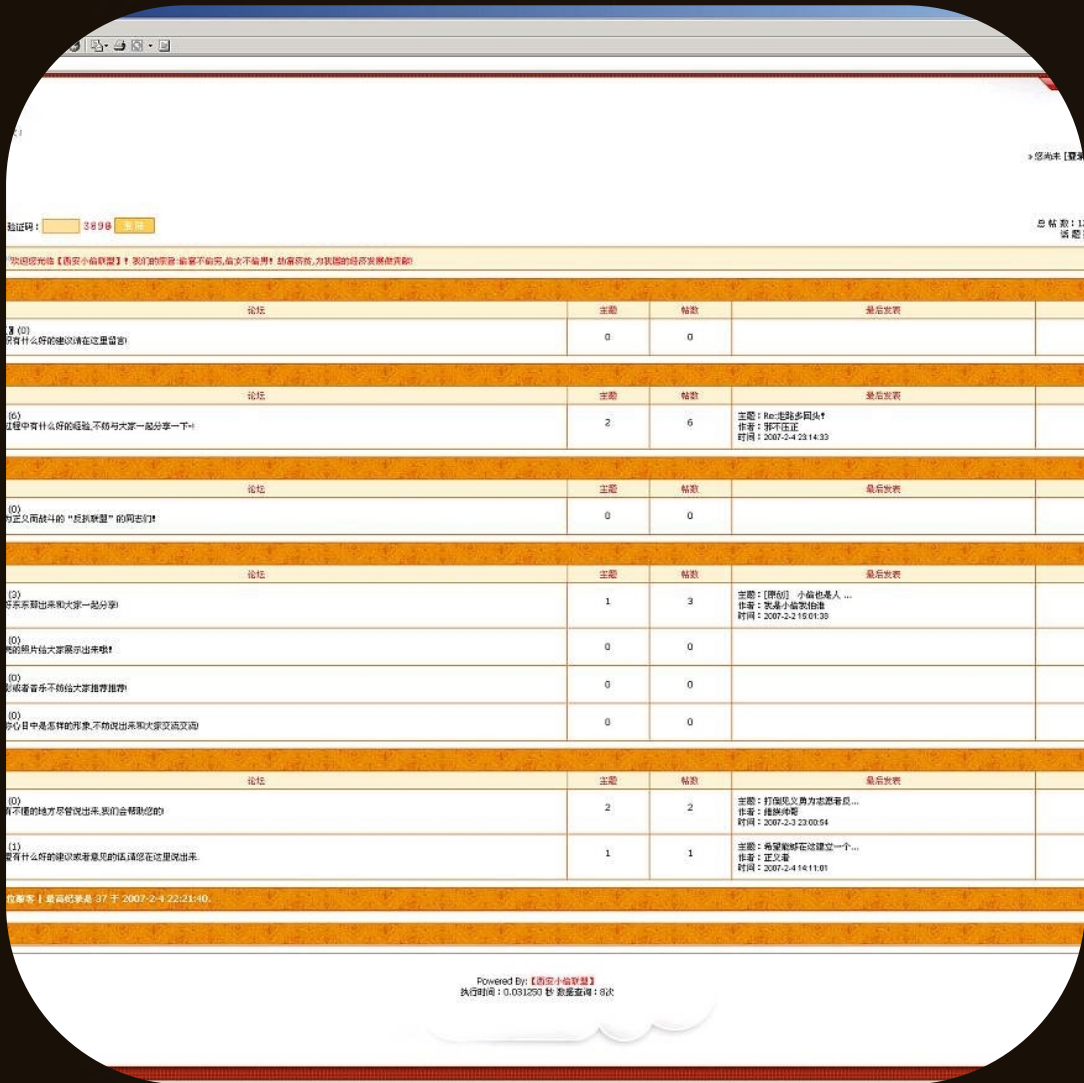 » 您尚未 [登录
验证码： 3898 登陆
总帖数：12
话题
欢迎您光临【西安小偷联盟】！我们的宗旨:偷富不偷穷,偷女不偷男！劫富济贫,为我国的经济发展做贡献!
论坛 主题 帖数 最后发表
(0)
有什么好的建议请在这里留言! 0 0
论坛 主题 帖数 最后发表
(6)
过程中有什么好的经验,不妨与大家一起分享一下~! 2 6
主题：Re:走路多回头!
作者：邪不压正
时间：2007-2-4 23:14:33
论坛 主题 帖数 最后发表
(0)
为正义而战斗的“反扒联盟”的同志们! 0 0
论坛 主题 帖数 最后发表
(3)
好东东都出来和大家一起分享! 1 3
主题：[原创] 小偷也是人 ...
作者：我是小偷我怕谁
时间：2007-2-2 15:01:38
(0)
的照片给大家展示出来哦! 0 0
(0)
影或者音乐不妨给大家推荐推荐! 0 0
(0)
你心目中是怎样的形象,不妨说出来和大家交流交流! 0 0
论坛 主题 帖数 最后发表
(0)
有不懂的地方尽管说出来,我们会帮助您的! 2 2
主题：打倒见义勇为志愿者反...
作者：
时间：2007-2-3 23:00:54
(1)
有什么好的建议或者意见的话,请您在这里说出来. 1 1
主题：希望能够在这建立一个...
作者：正义者
时间：2007-2-4 14:11:01
位顾客 | 最高纪录是 37 于 2007-2-4 22:21:40.
Powered By:【西安小偷联盟】
执行时间：0.031250 秒 数据查询：8次